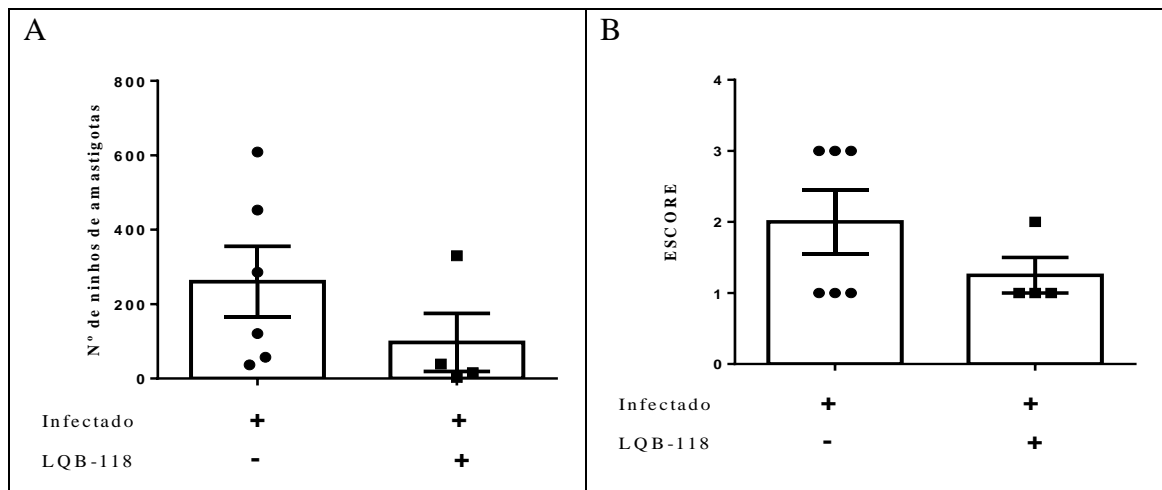 A
Nº de ninhos de amastigotas
800
600
400
200
0
Infectado + +
LQB-118 - +
B
ESCORE
4
3
2
1
0
Infectado + +
LQB-118 - +